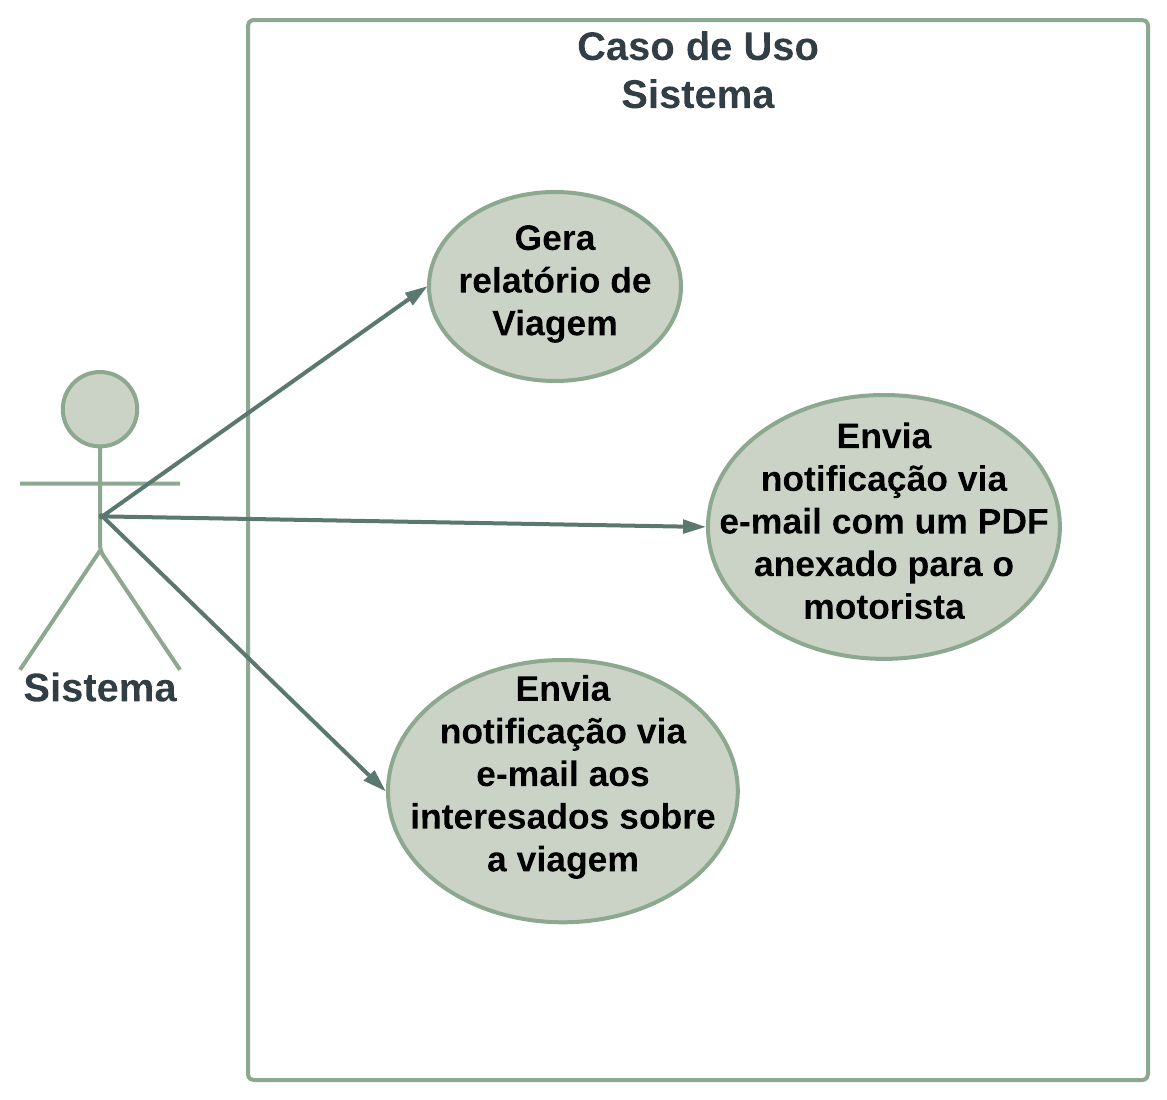 Caso de Uso
Sistema
Gera
relatório de
Viagem
Envia
notificação via
e-mail com um PDF
anexado para o
motorista
Sistema
Envia
notificação via
e-mail aos
interesados sobre
a viagem